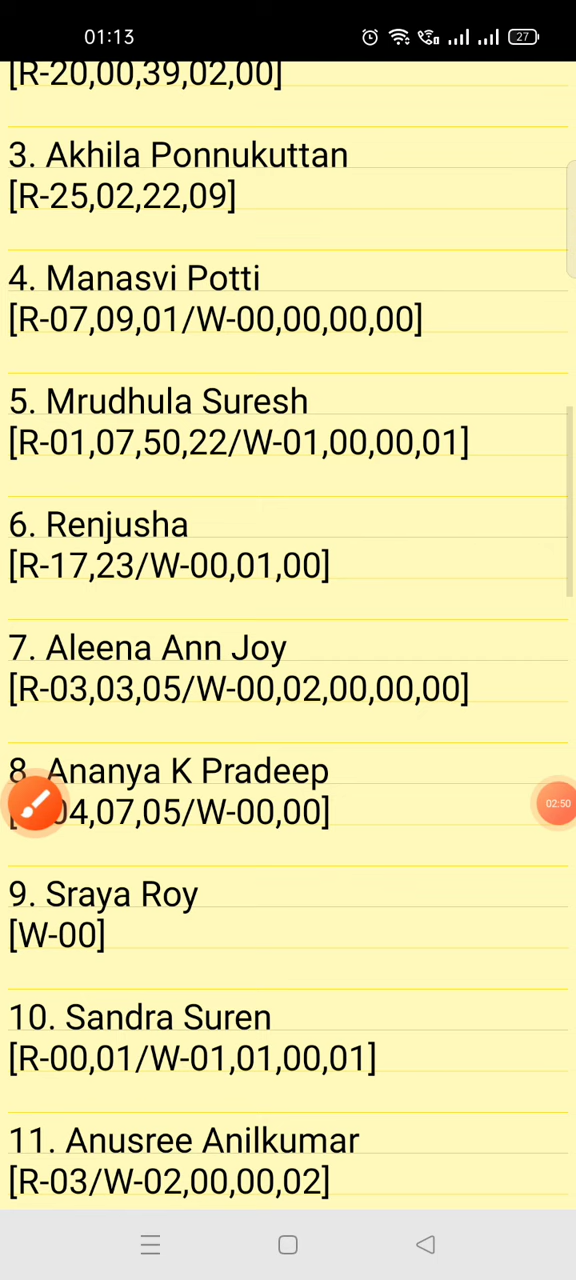 01:13
27
[R-20,00,39,02,00]
3. Akhila Ponnukuttan
[R-25,02,22,09]
4. Manasvi Potti
[R-07,09,01/W-00,00,00,00]
5. Mrudhula Suresh
[R-01,07,50,22/W-01,00,00,01]
6. Renjusha
[R-17,23/W-00,01,00]
7. Aleena Ann Joy
[R-03,03,05/W-00,02,00,00,00]
8. Ananya K Pradeep
04,07,05/W-00,00]
02:50
9. Sraya Roy
[W-00]
10. Sandra Suren
[R-00,01/W-01,01,00,01]
11. Anusree Anilkumar
[R-03/W-02,00,00,02]